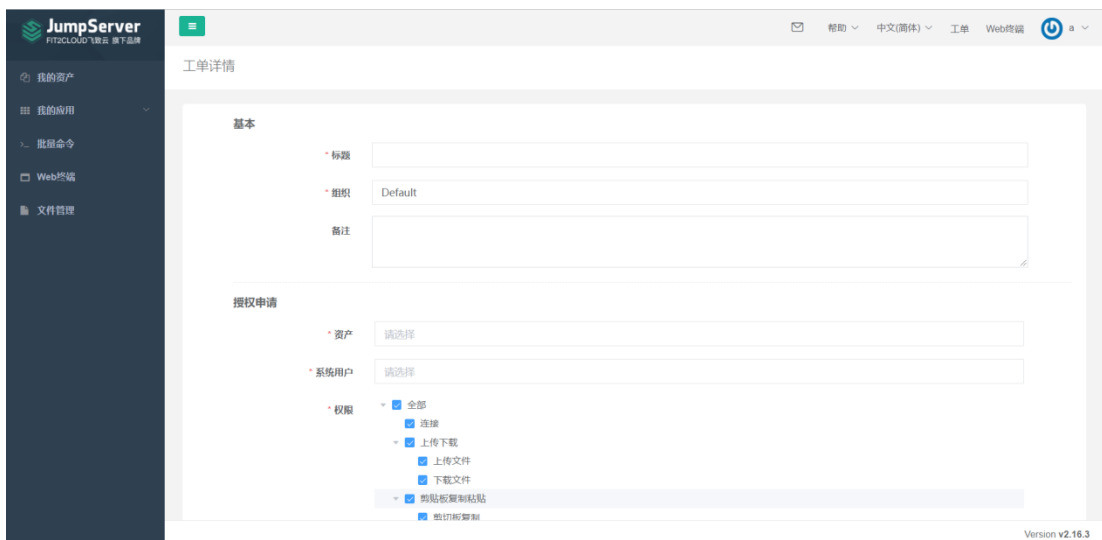 JumpServer
FIT2CLOUD飞致云 旗下品牌
帮助
中文(简体)
工单
Web终端
a
我的资产
我的应用
批量命令
Web终端
文件管理
工单详情
基本
* 标题
* 组织
Default
备注
授权申请
* 资产
请选择
* 系统用户
请选择
* 权限
全部
连接
上传下载
上传文件
下载文件
剪贴板复制粘贴
剪切板复制
Version v2.16.3